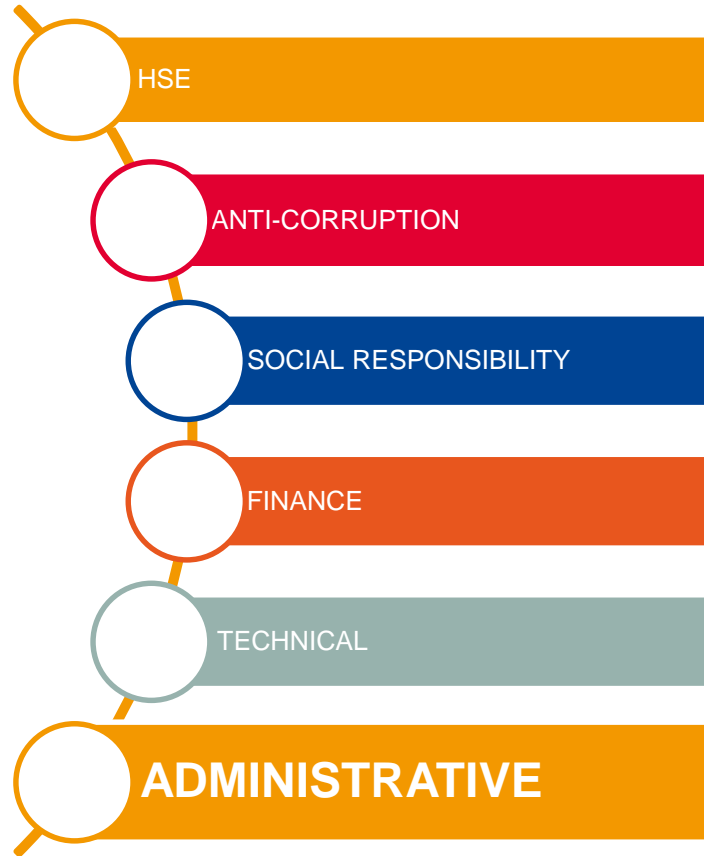 HSE
ANTI-CORRUPTION
SOCIAL RESPONSIBILITY
FINANCE
TECHNICAL
ADMINISTRATIVE